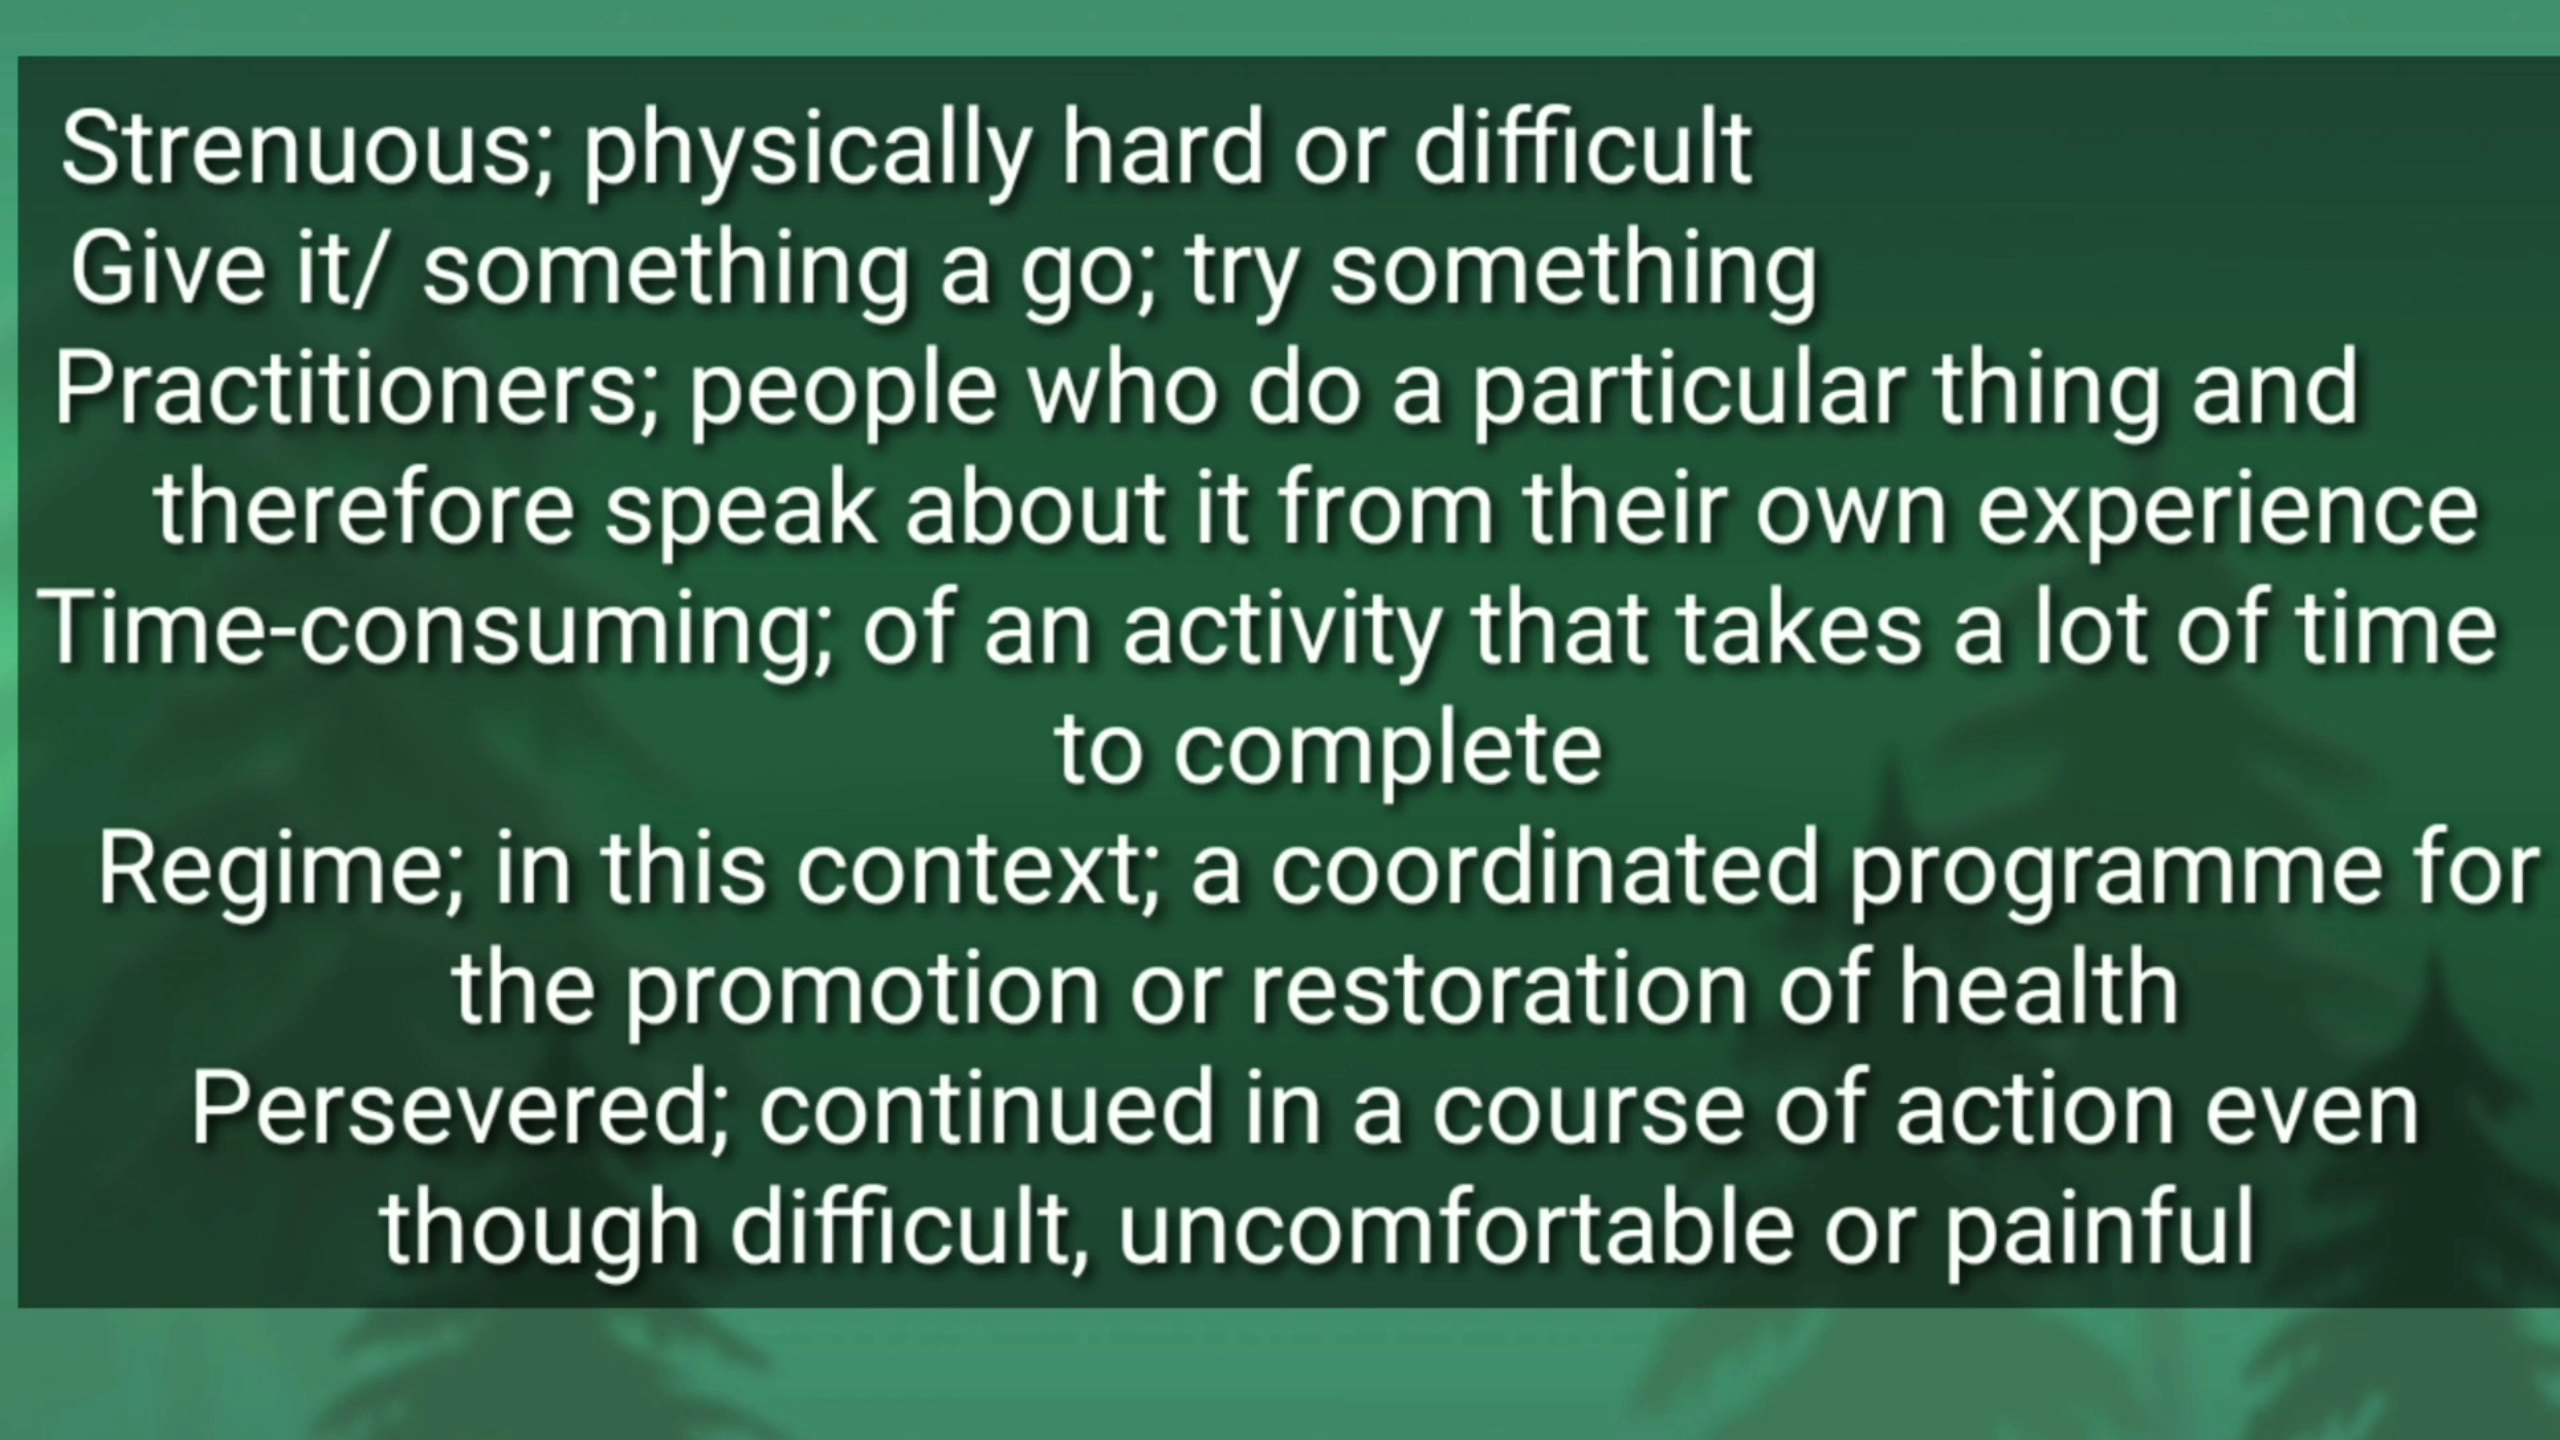 Strenuous; physically hard or difficult
Give it/ something a go; try something
Practitioners; people who do a particular thing and
therefore speak about it from their own experience
Time-consuming; of an activity that takes a lot of time
to complete
Regime; in this context; a coordinated programme for
the promotion or restoration of health
Persevered; continued in a course of action even
though difficult, uncomfortable or painful